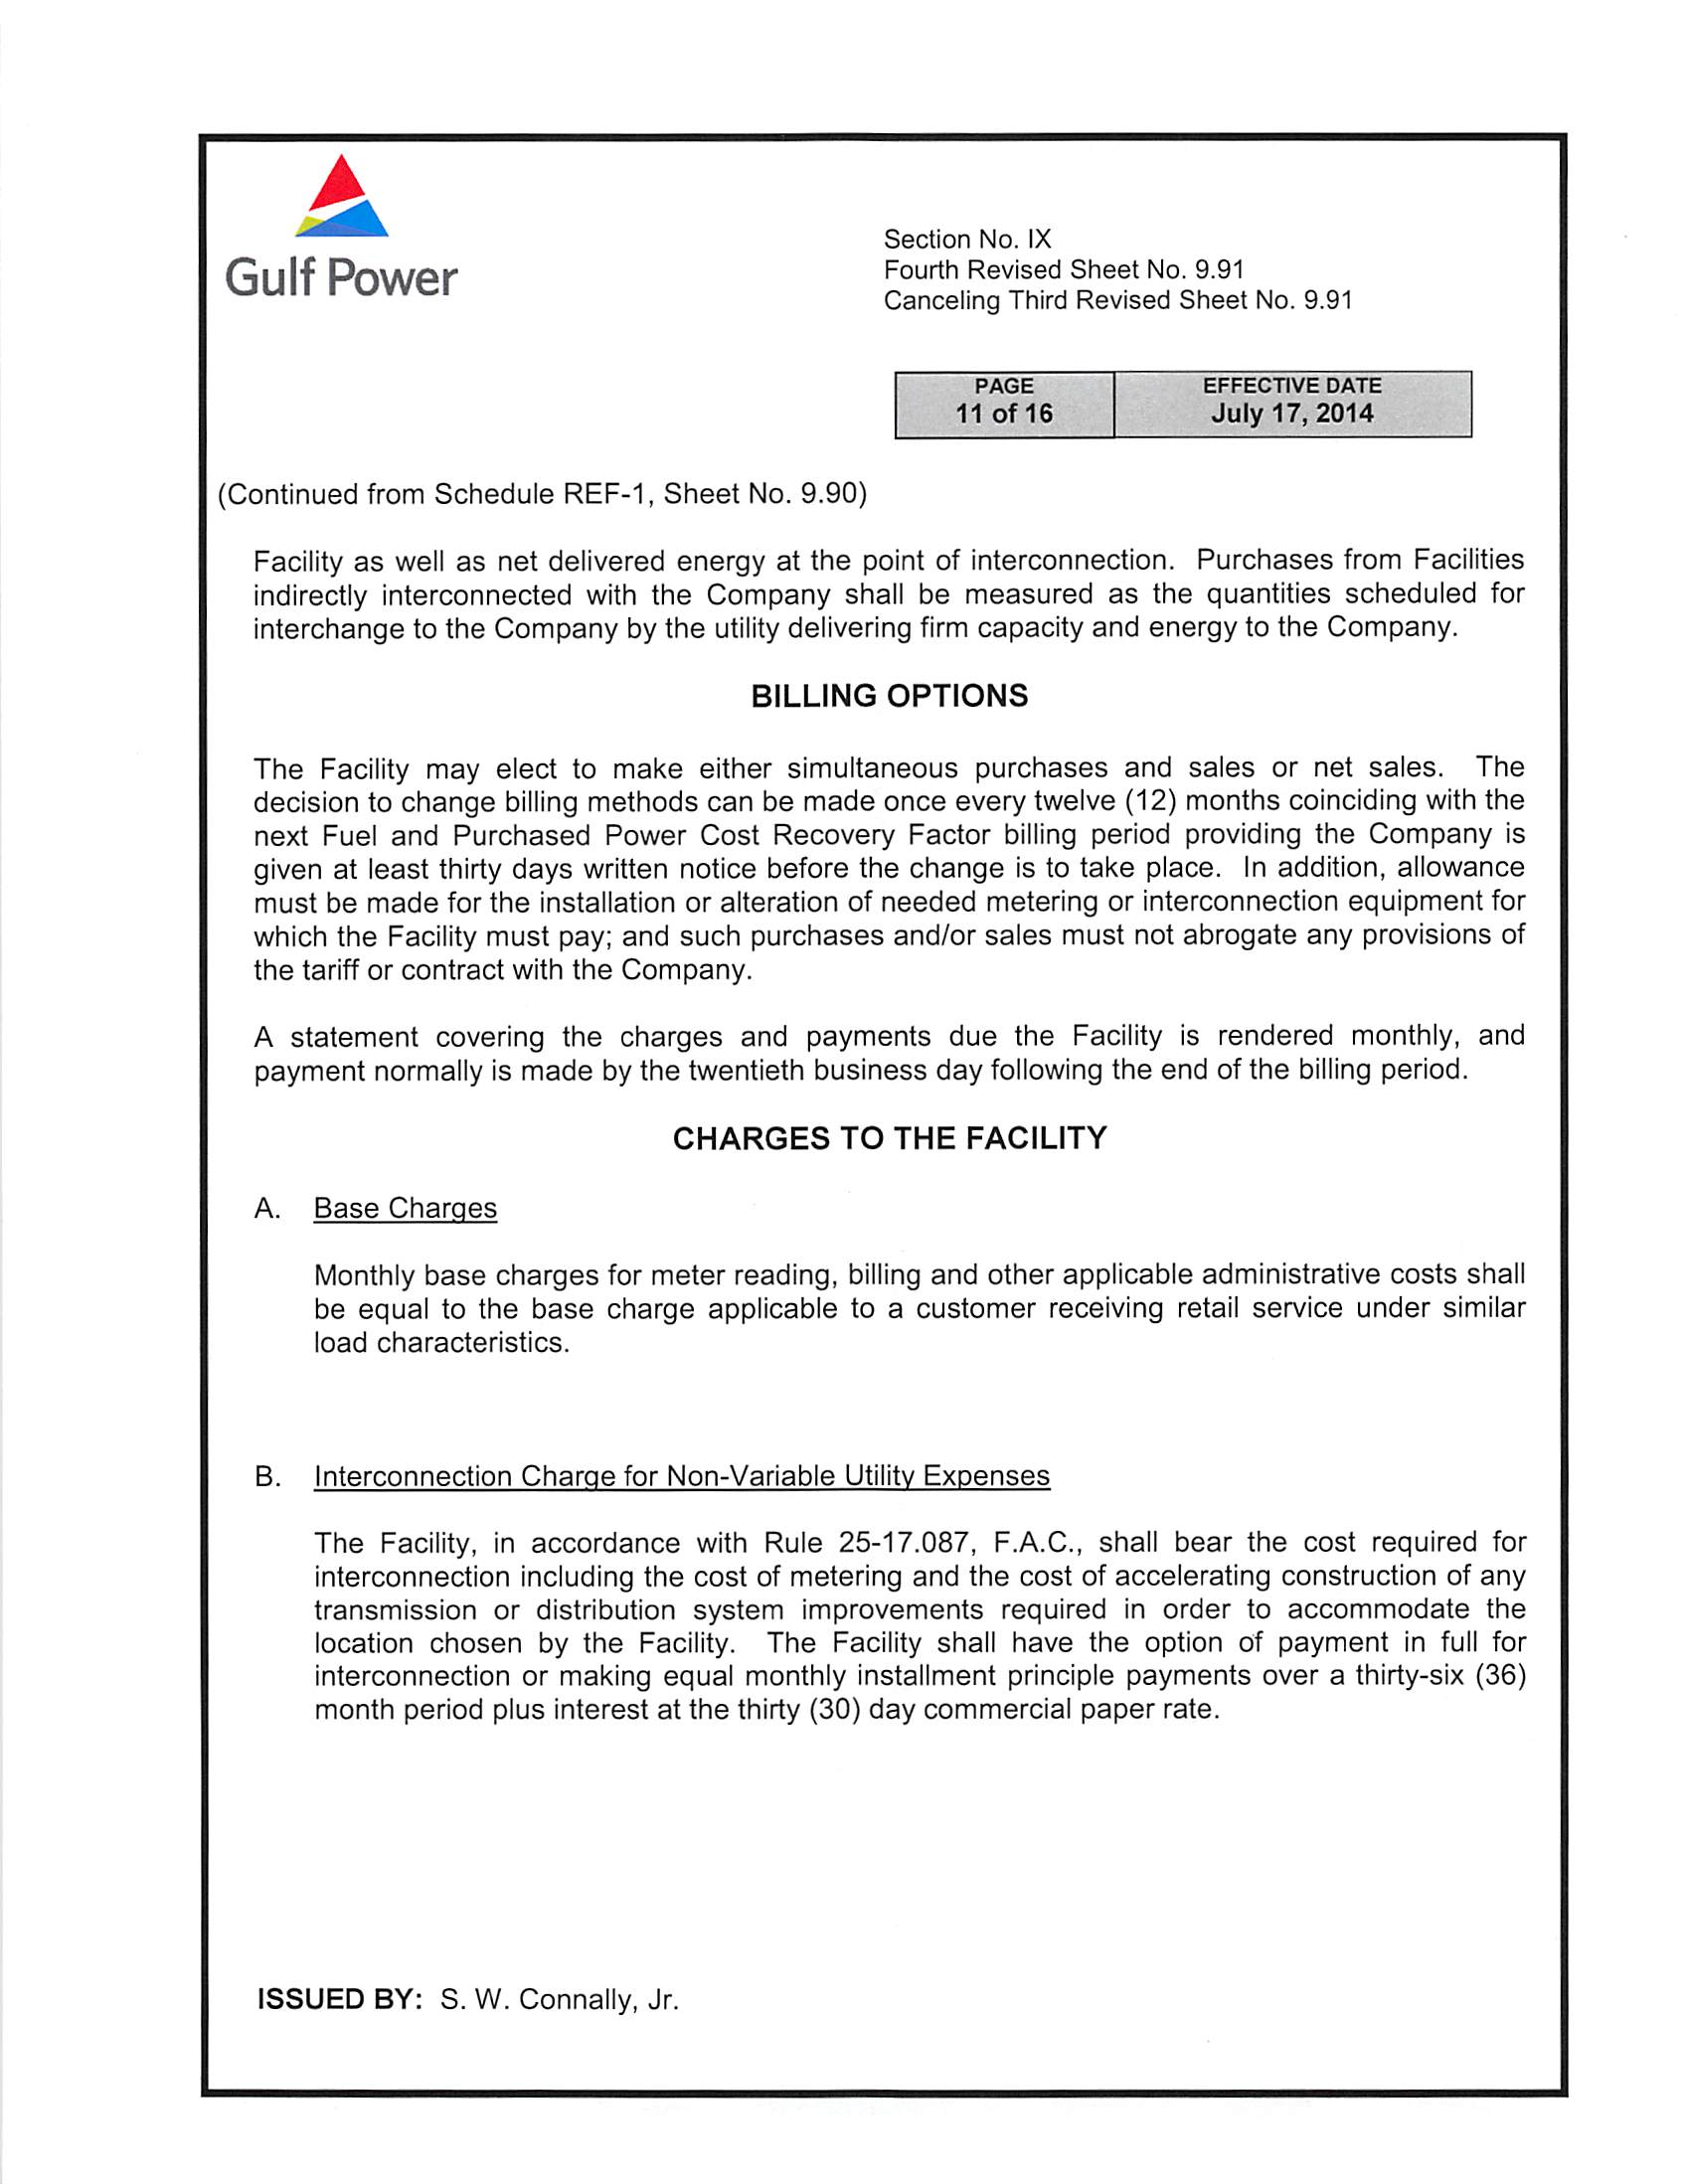 Gulf Power
Section No. IX
Fourth Revised Sheet No. 9.91
Canceling Third Revised Sheet No. 9.91
PAGE
11 of 16
EFFECTIVE DATE
July 17, 2014
(Continued from Schedule REF-1, Sheet No. 9.90)
Facility as well as net delivered energy at the point of interconnection. Purchases from Facilities
indirectly interconnected with the Company shall be measured as the quantities scheduled for
interchange to the Company by the utility delivering firm capacity and energy to the Company.
BILLING OPTIONS
The Facility may elect to make either simultaneous purchases and sales or net sales. The
decision to change billing methods can be made once every twelve (12) months coinciding with the
next Fuel and Purchased Power Cost Recovery Factor billing period providing the Company is
given at least thirty days written notice before the change is to take place. In addition, allowance
must be made for the installation or alteration of needed metering or interconnection equipment for
which the Facility must pay; and such purchases and/or sales must not abrogate any provisions of
the tariff or contract with the Company.
A statement covering the charges and payments due the Facility is rendered monthly, and
payment normally is made by the twentieth business day following the end of the billing period.
CHARGES TO THE FACILITY
A. Base Charges
Monthly base charges for meter reading, billing and other applicable administrative costs shall
be equal to the base charge applicable to a customer receiving retail service under similar
load characteristics.
B. Interconnection Charge for Non-Variable Utility Expenses
The Facility, in accordance with Rule 25-17.087, F.A.C., shall bear the cost required for
interconnection including the cost of metering and the cost of accelerating construction of any
transmission or distribution system improvements required in order to accommodate the
location chosen by the Facility. The Facility shall have the option of payment in full for
interconnection or making equal monthly installment principle payments over a thirty-six (36)
month period plus interest at the thirty (30) day commercial paper rate.
ISSUED BY: S. W. Connally, Jr.